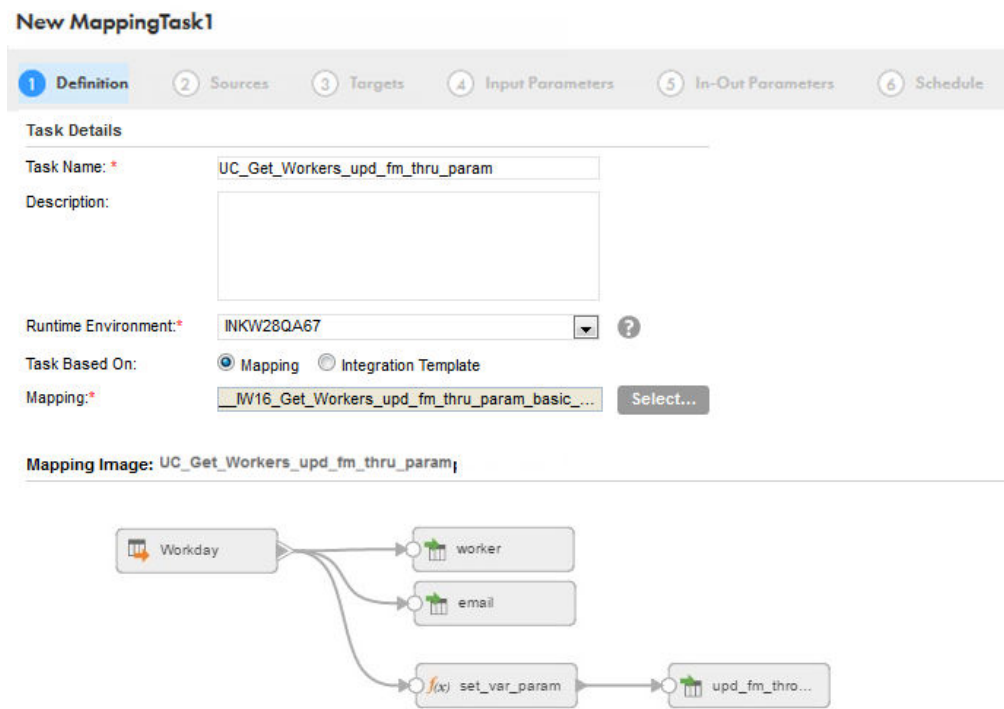 New MappingTask1
1 Definition 2 Sources 3 Targets 4 Input Parameters 5 In-Out Parameters 6 Schedule
Task Details
Task Name: * UC_Get_Workers_upd_fm_thru_param
Description:
Runtime Environment:* INKW28QA67 ?
Task Based On: Mapping Integration Template
Mapping:* __IW16_Get_Workers_upd_fm_thru_param_basic_... Select...
Mapping Image: UC_Get_Workers_upd_fm_thru_param
Workday
worker
email
f(x) set_var_param
upd_fm_thro...